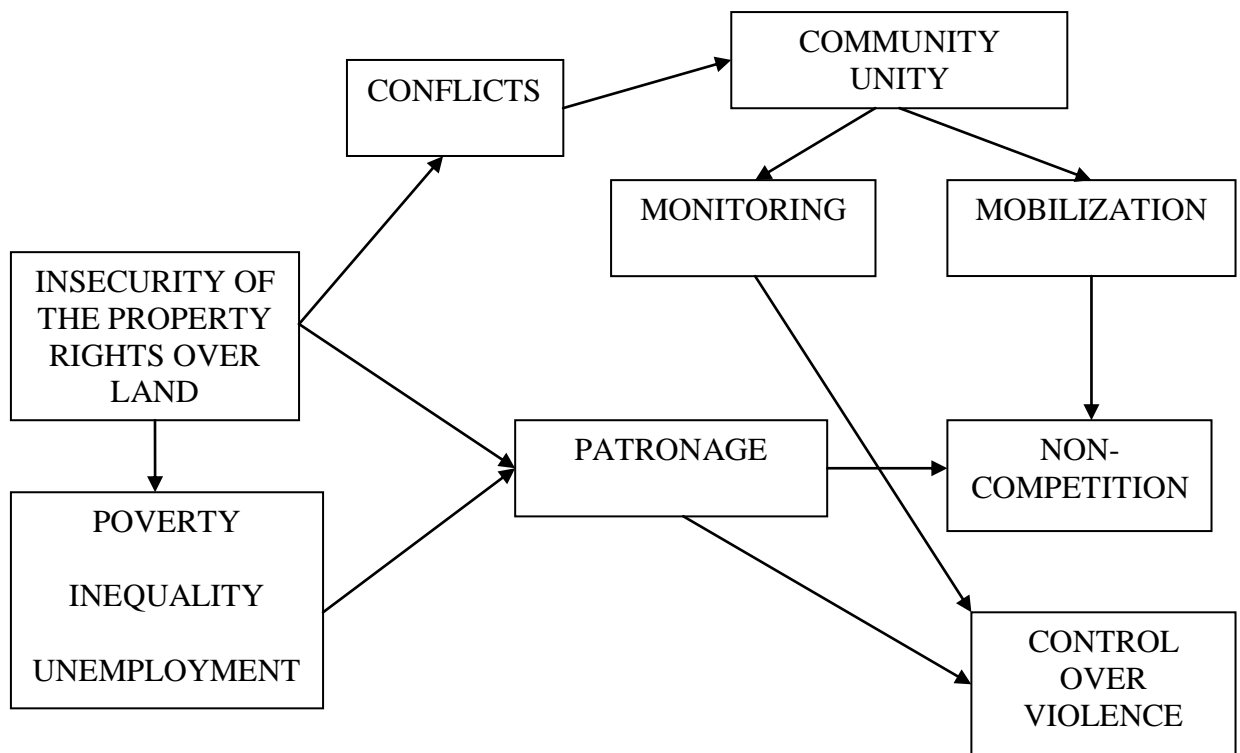 COMMUNITY
UNITY
CONFLICTS
MONITORING
MOBILIZATION
INSECURITY OF
THE PROPERTY
RIGHTS OVER
LAND
PATRONAGE
NON-
COMPETITION
POVERTY
INEQUALITY
UNEMPLOYMENT
CONTROL
OVER
VIOLENCE